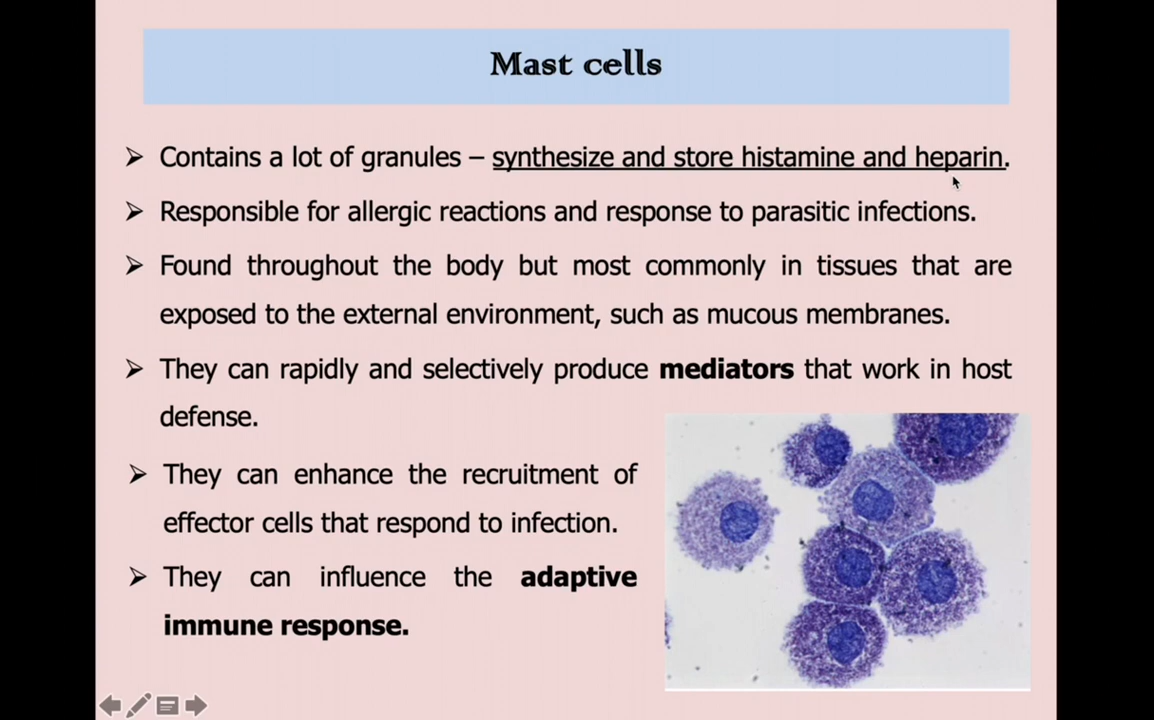 Mast cells
➢ Contains a lot of granules – synthesize and store histamine and heparin.
➢ Responsible for allergic reactions and response to parasitic infections.
➢ Found throughout the body but most commonly in tissues that are
exposed to the external environment, such as mucous membranes.
➢ They can rapidly and selectively produce mediators that work in host
defense.
➢ They can enhance the recruitment of
effector cells that respond to infection.
➢ They can influence the adaptive
immune response.